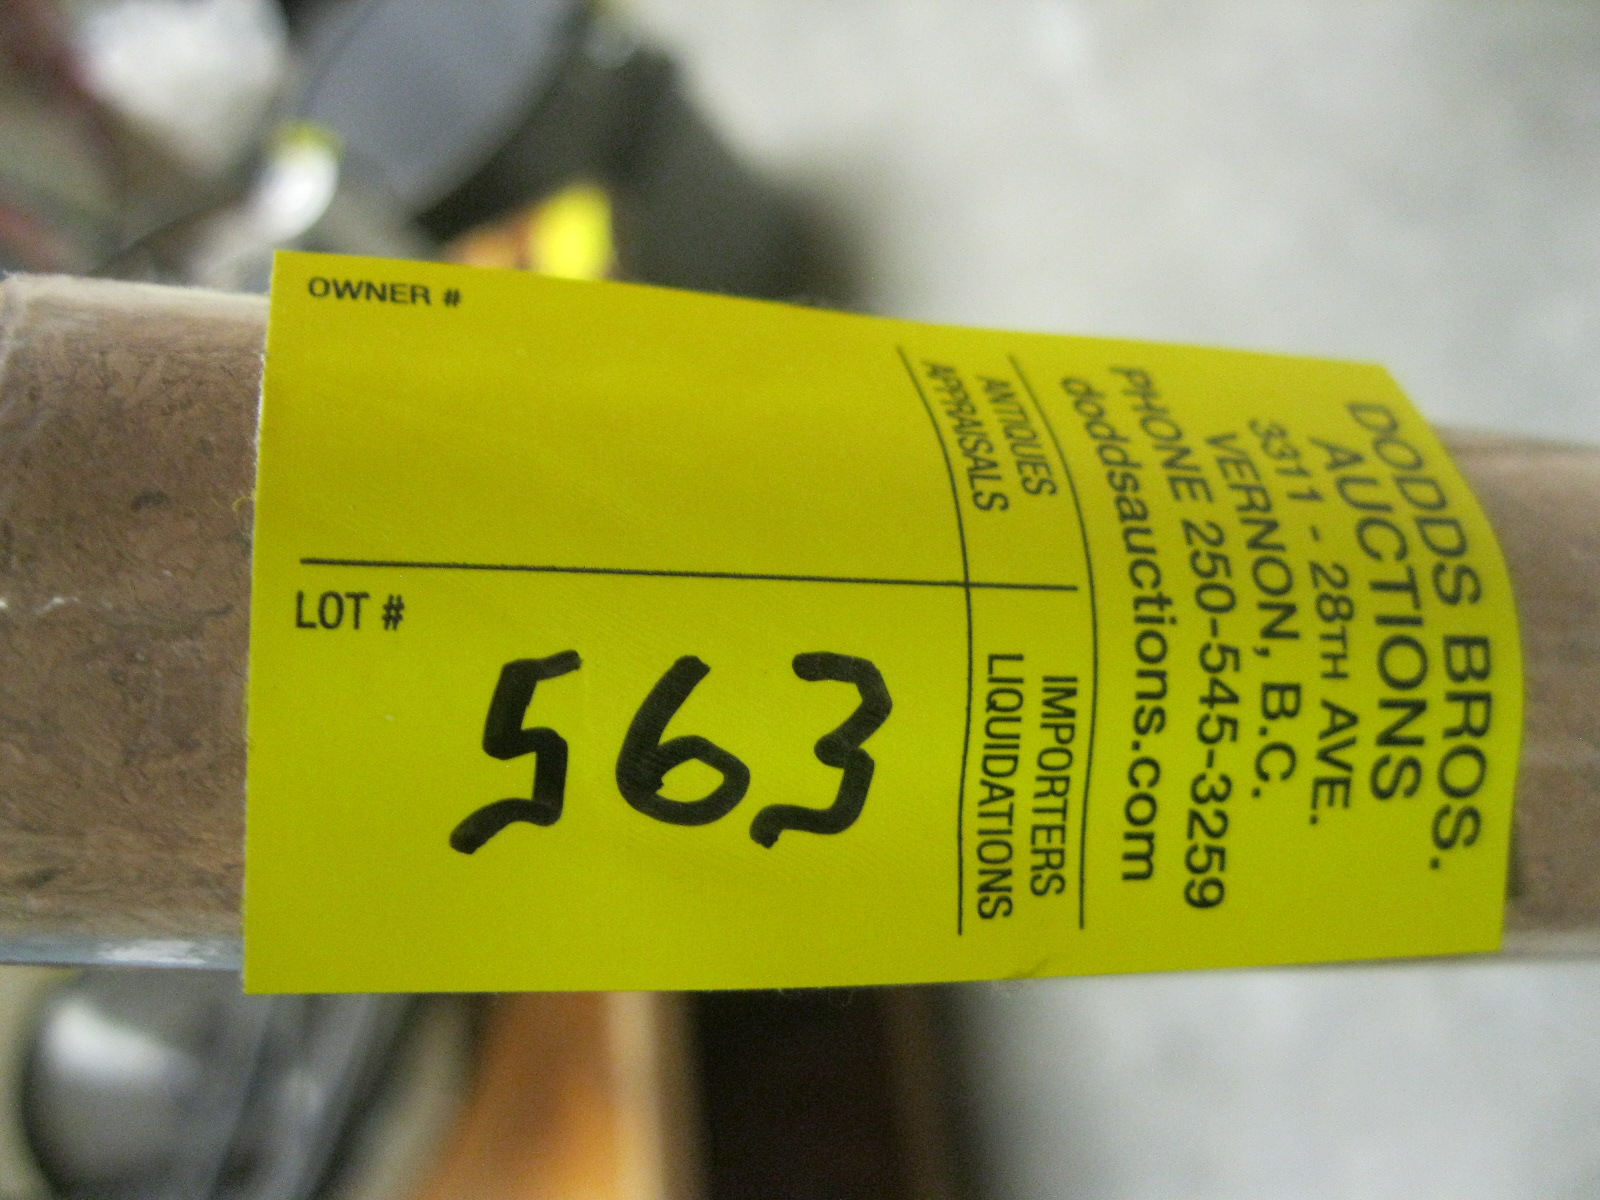 DODDS BROS.
AUCTIONS
3311 - 28TH AVE.
VERNON, B.C.
PHONE 250-545-3259
doddsauctions.com
ANTIQUES
APPRAISALS
IMPORTERS
LIQUIDATIONS
OWNER #
LOT #
563